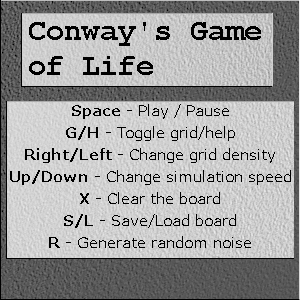 Conway's Game
of Life
Space - Play / Pause
G/H - Toggle grid/help
Right/Left - Change grid density
Up/Down - Change simulation speed
X - Clear the board
S/L - Save/Load board
R - Generate random noise